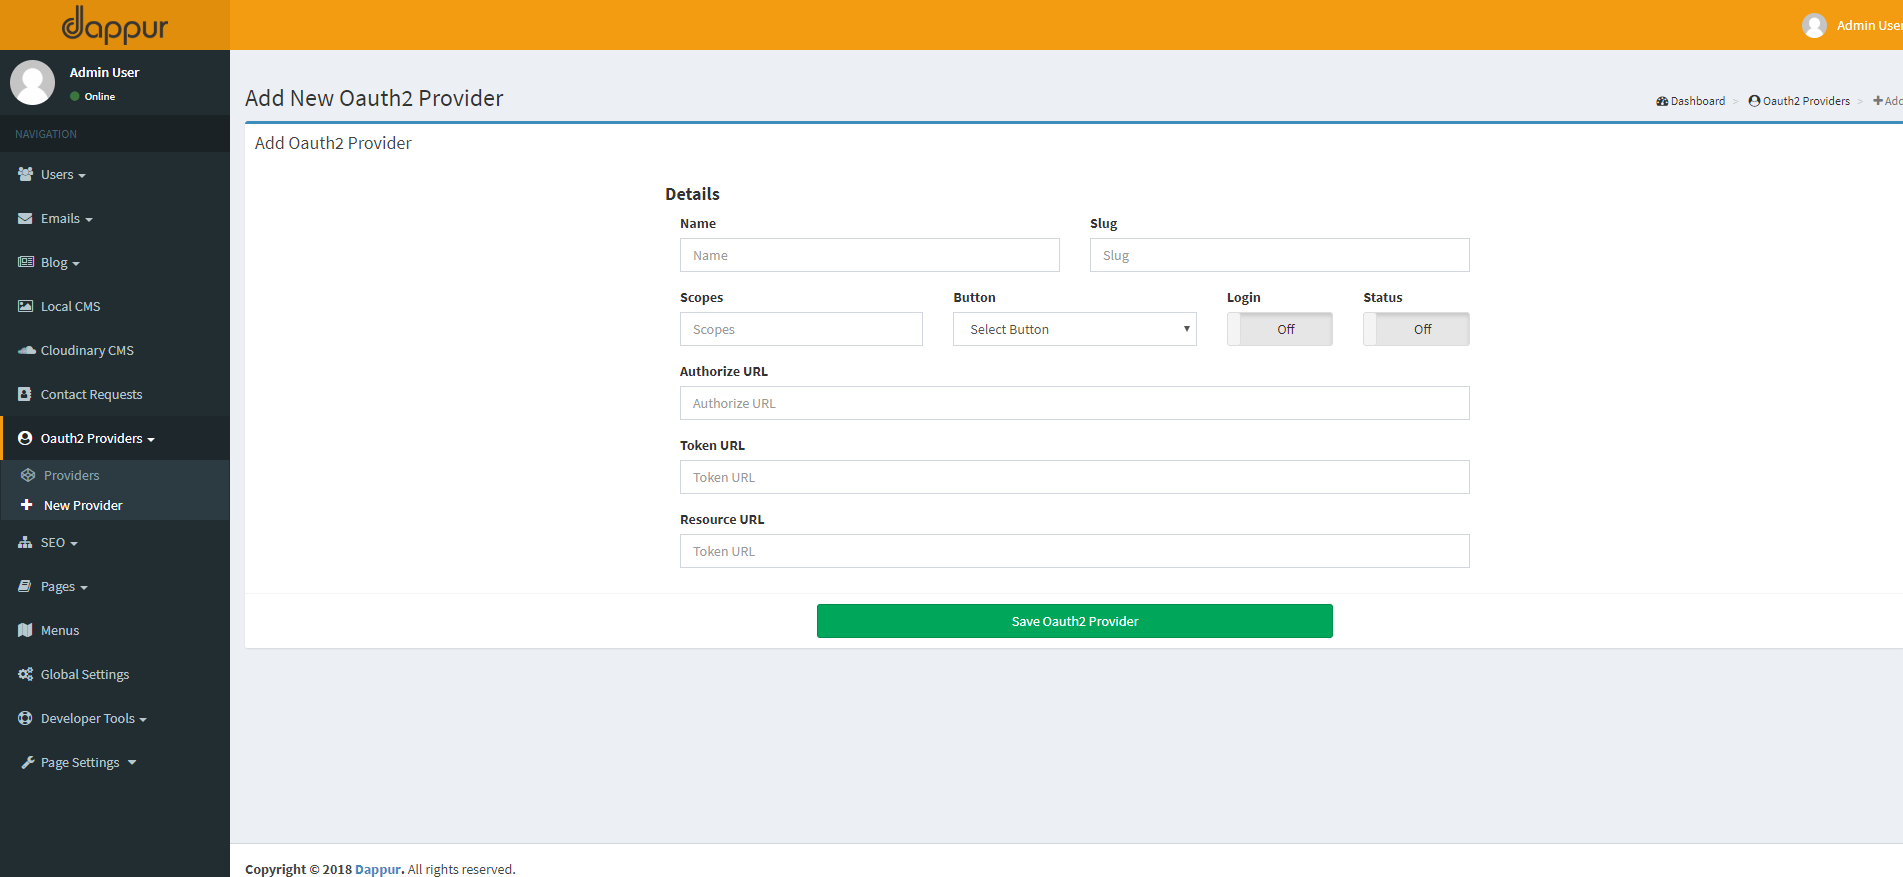 dappur
Admin User
Admin User
Online
NAVIGATION
Users
Emails
Blog
Local CMS
Cloudinary CMS
Contact Requests
Oauth2 Providers
Providers
New Provider
SEO
Pages
Menus
Global Settings
Developer Tools
Page Settings
Add New Oauth2 Provider
Dashboard > Oauth2 Providers > Add
Add Oauth2 Provider
Details
Name Slug
Name Slug
Scopes Button Login Status
Scopes Select Button Off Off
Authorize URL
Authorize URL
Token URL
Token URL
Resource URL
Token URL
Save Oauth2 Provider
Copyright © 2018 Dappur. All rights reserved.